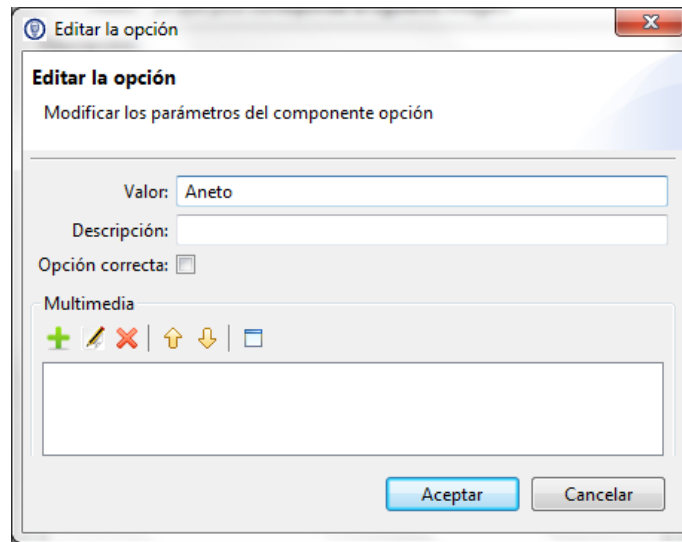 Editar la opción
Editar la opción
Modificar los parámetros del componente opción
Valor: Aneto
Descripción:
Opción correcta:
Multimedia
Aceptar Cancelar